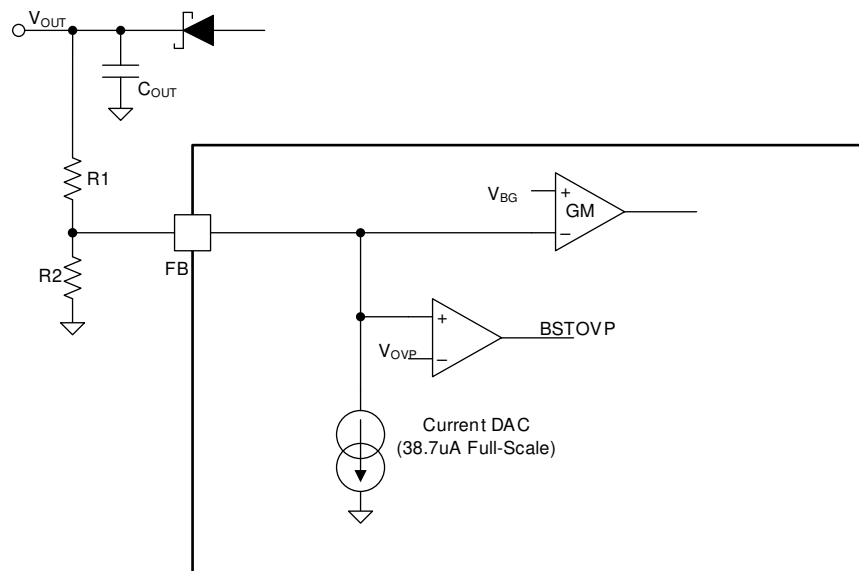 VOUT
COUT
R1
VBG
+
GM
−
FB
R2
+
BSTOVP
VOVP
−
Current DAC
(38.7uA Full-Scale)